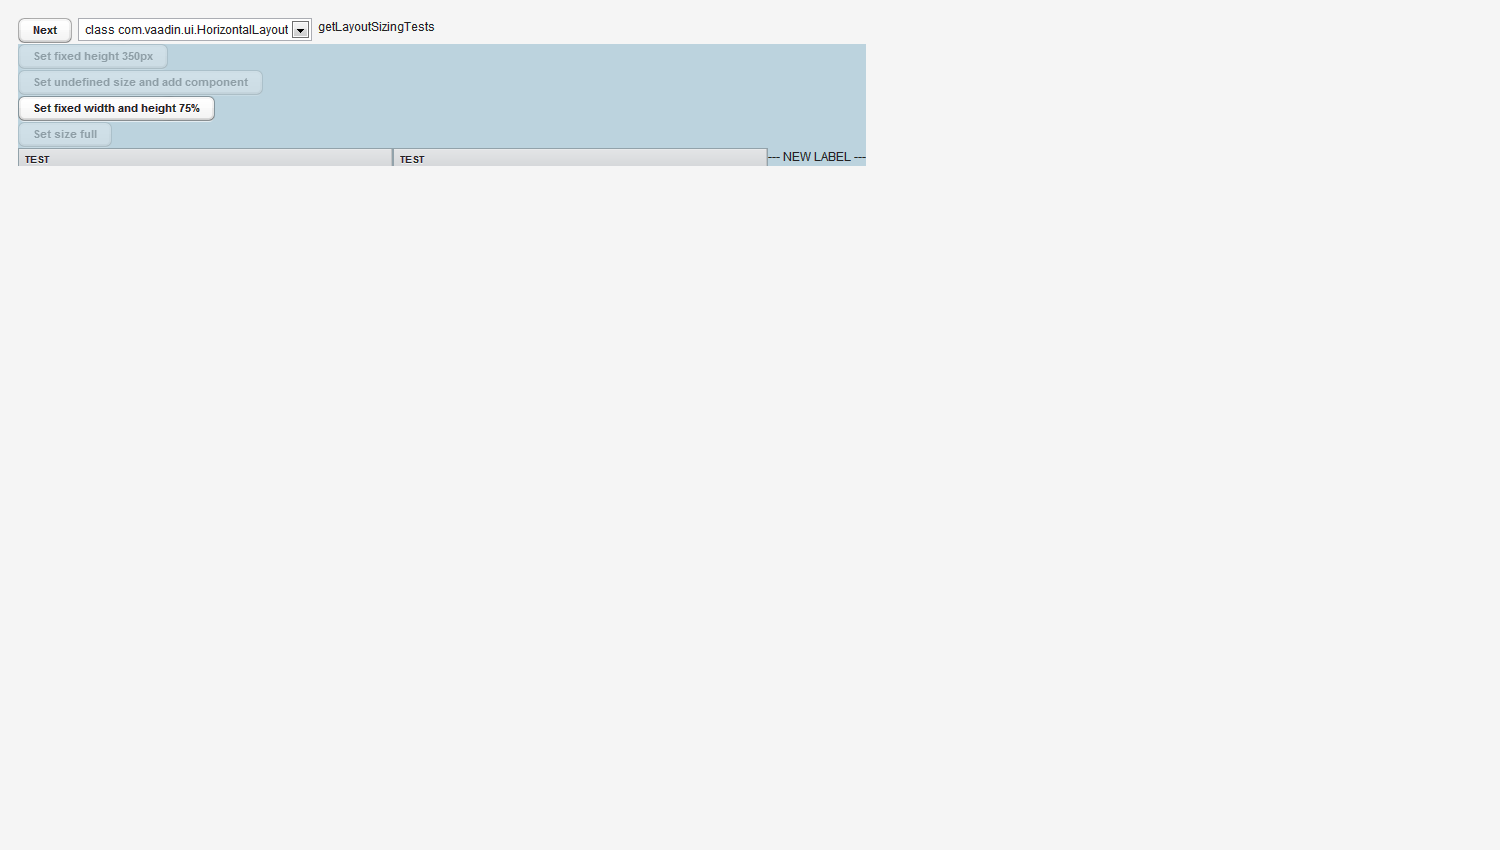 Next class com.vaadin.ui.HorizontalLayout getLayoutSizingTests
Set fixed height 350px
Set undefined size and add component
Set fixed width and height 75%
Set size full
TEST TEST --- NEW LABEL ---